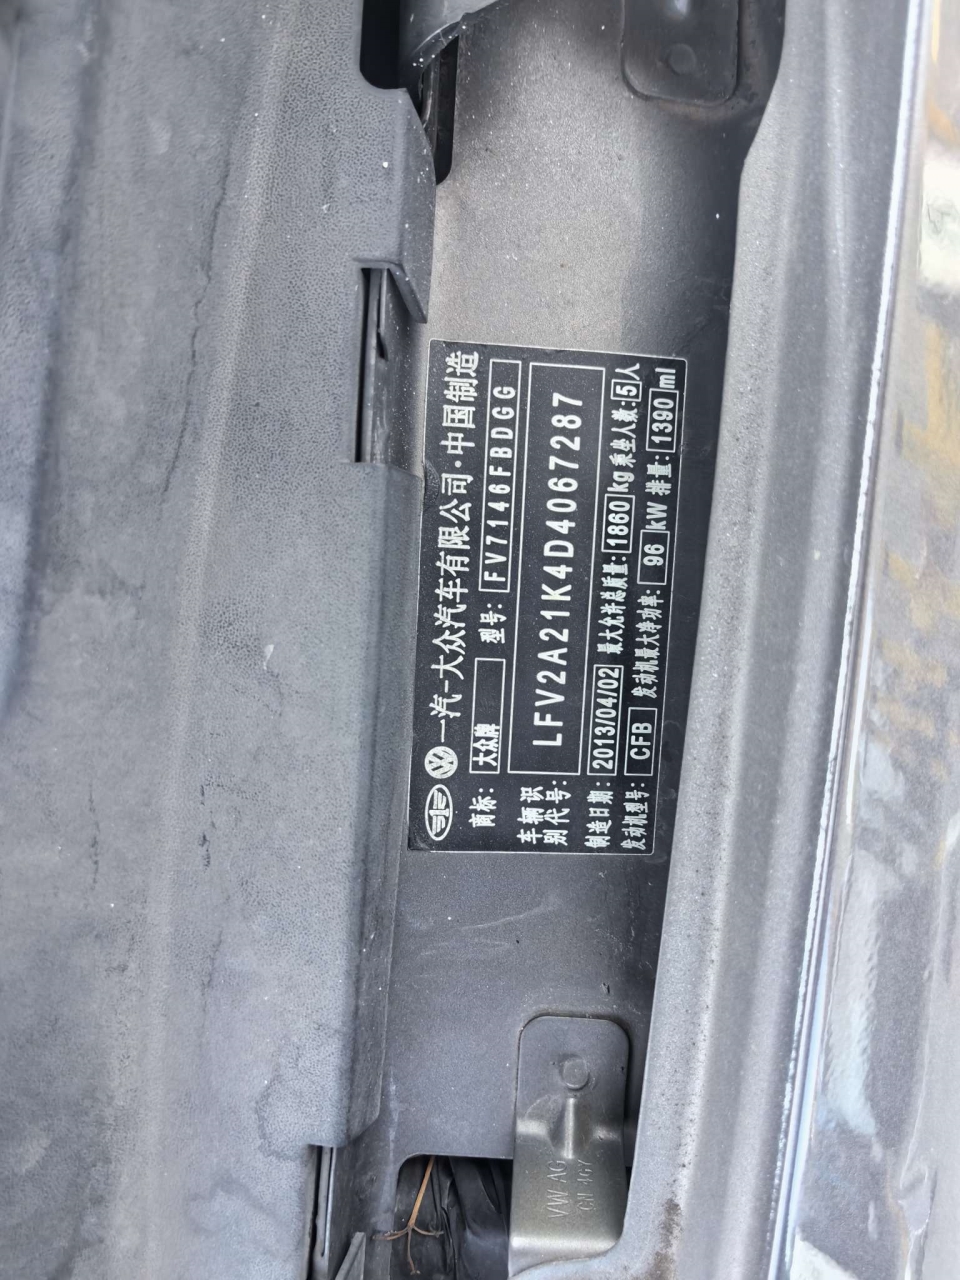 一汽-大众汽车有限公司·中国制造
商标: 大众牌 型号: FV7146FBDGG
车辆识别代号: LFV2A21K4D4067287
制造日期: 2013/04/02 最大允许总质量: 1860 kg 乘坐人数: 5 人
发动机型号: CFB 发动机最大净功率: 96 kW 排量: 1390 ml
VW-AG